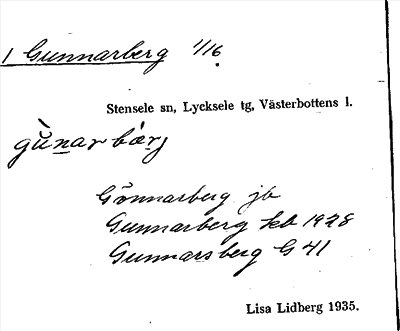 1 Gunnarberg 1/16.
Stensele sn, Lycksele tg, Västerbottens l.
gùnarbærj
Gönnarberg jb
Gunnarberg kb 1928
Gunnarsberg G 41
Lisa Lidberg 1935.